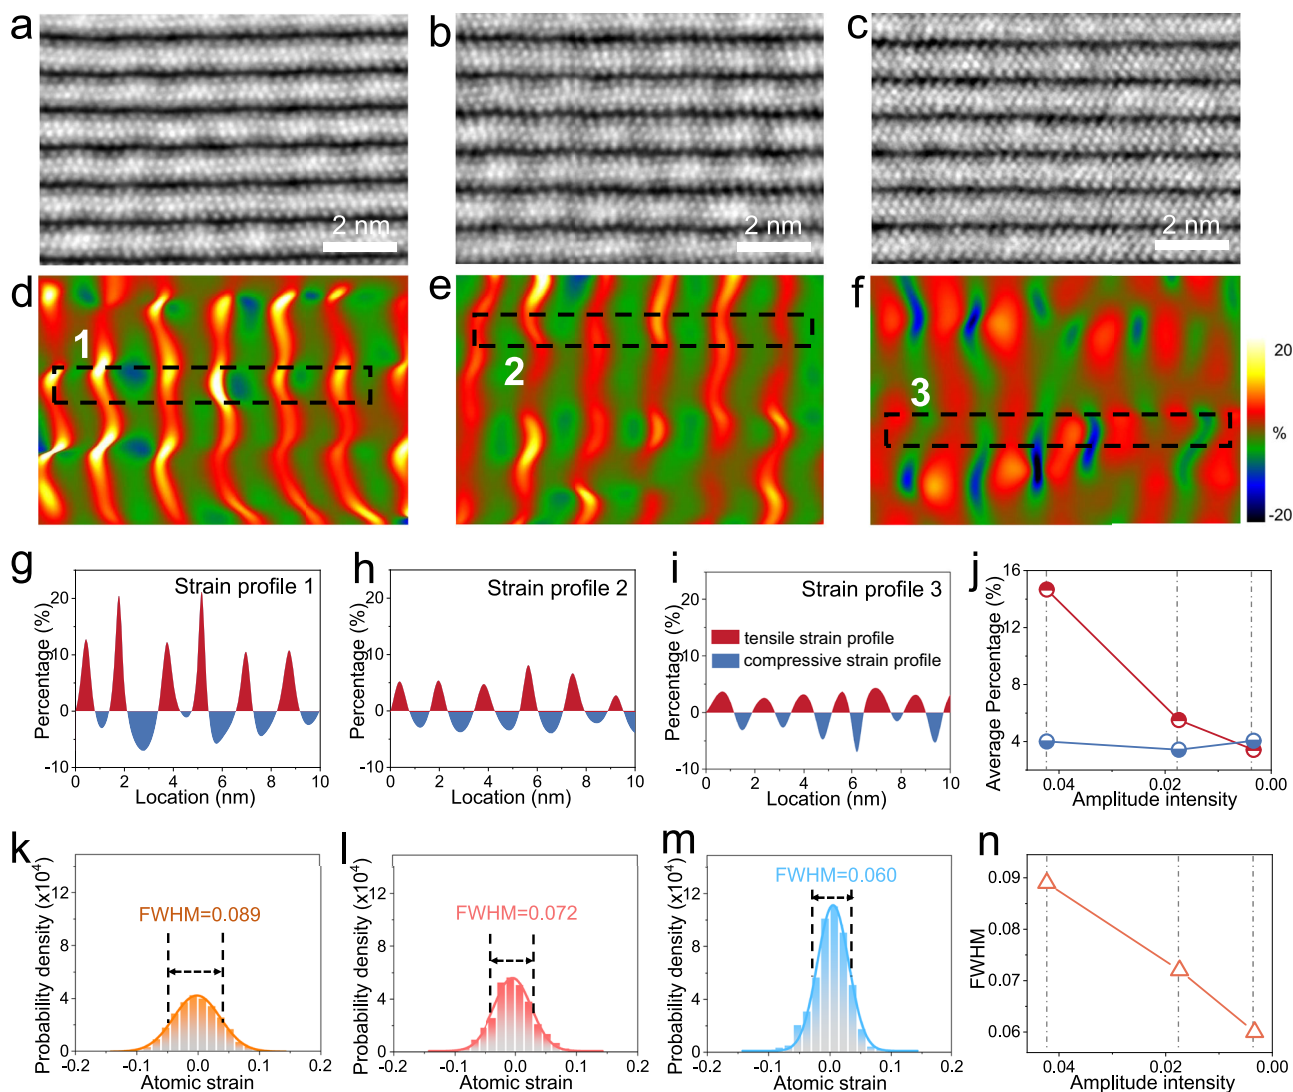 a
2 nm
b
2 nm
c
2 nm
d
1
e
2
f
3
20
%
-20
g
Strain profile 1
Percentage (%)
20
10
0
-10
0 2 4 6 8 10
Location (nm)
h
Strain profile 2
Percentage (%)
20
10
0
-10
0 2 4 6 8 10
Location (nm)
i
Strain profile 3
tensile strain profile
compressive strain profile
Percentage (%)
20
10
0
-10
0 2 4 6 8 10
Location (nm)
j
Average Percentage (%)
16
12
8
4
0.04 0.02 0.00
Amplitude intensity
k
FWHM=0.089
Probability density (x10⁴)
12
8
4
0
-0.2 -0.1 0.0 0.1 0.2
Atomic strain
l
FWHM=0.072
Probability density (x10⁴)
12
8
4
0
-0.2 -0.1 0.0 0.1 0.2
Atomic strain
m
FWHM=0.060
Probability density (x10⁴)
12
8
4
0
-0.2 -0.1 0.0 0.1 0.2
Atomic strain
n
FWHM
0.09
0.08
0.07
0.06
0.04 0.02 0.00
Amplitude intensity